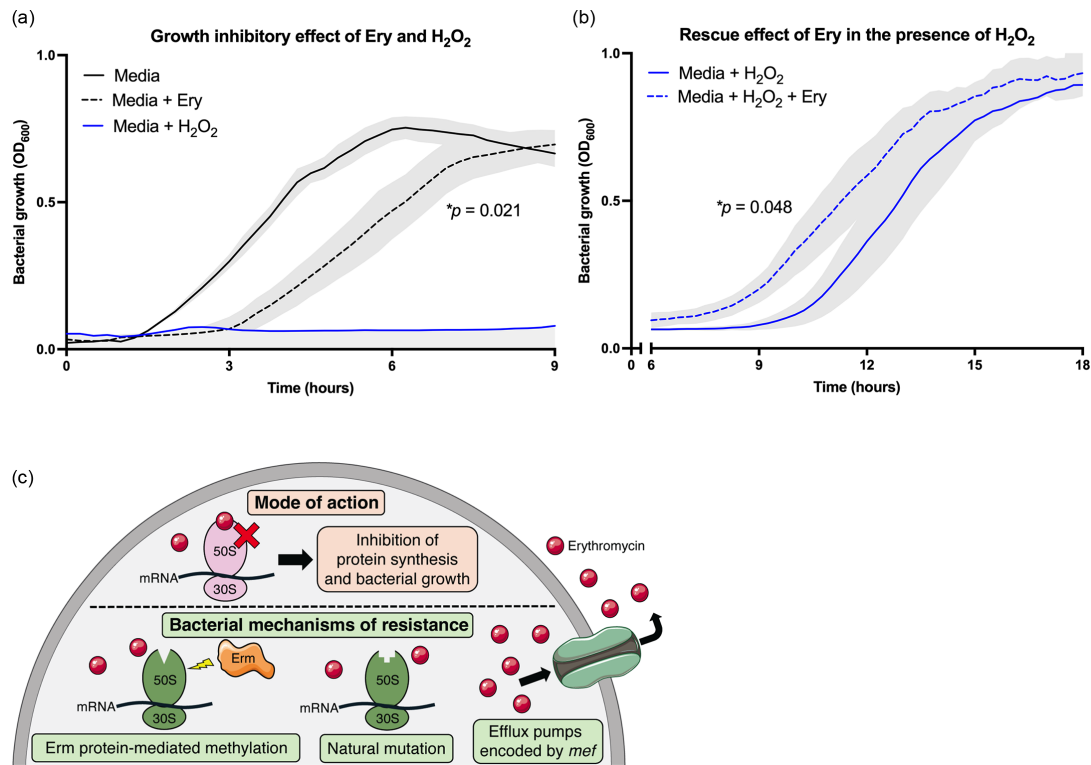 (a)
Growth inhibitory effect of Ery and H₂O₂
1.0
0.5
0.0
Bacterial growth (OD₆₀₀)
Media
Media + Ery
Media + H₂O₂
*p = 0.021
0
3
6
9
Time (hours)
(b)
Rescue effect of Ery in the presence of H₂O₂
1.0
0.5
0.0
Bacterial growth (OD₆₀₀)
Media + H₂O₂
Media + H₂O₂ + Ery
*p = 0.048
0
6
9
12
15
18
Time (hours)
(c)
Mode of action
50S
mRNA
30S
Inhibition of
protein synthesis
and bacterial growth
Erythromycin
Bacterial mechanisms of resistance
Erm
50S
mRNA
30S
Erm protein-mediated methylation
50S
mRNA
30S
Natural mutation
Efflux pumps
encoded by mef